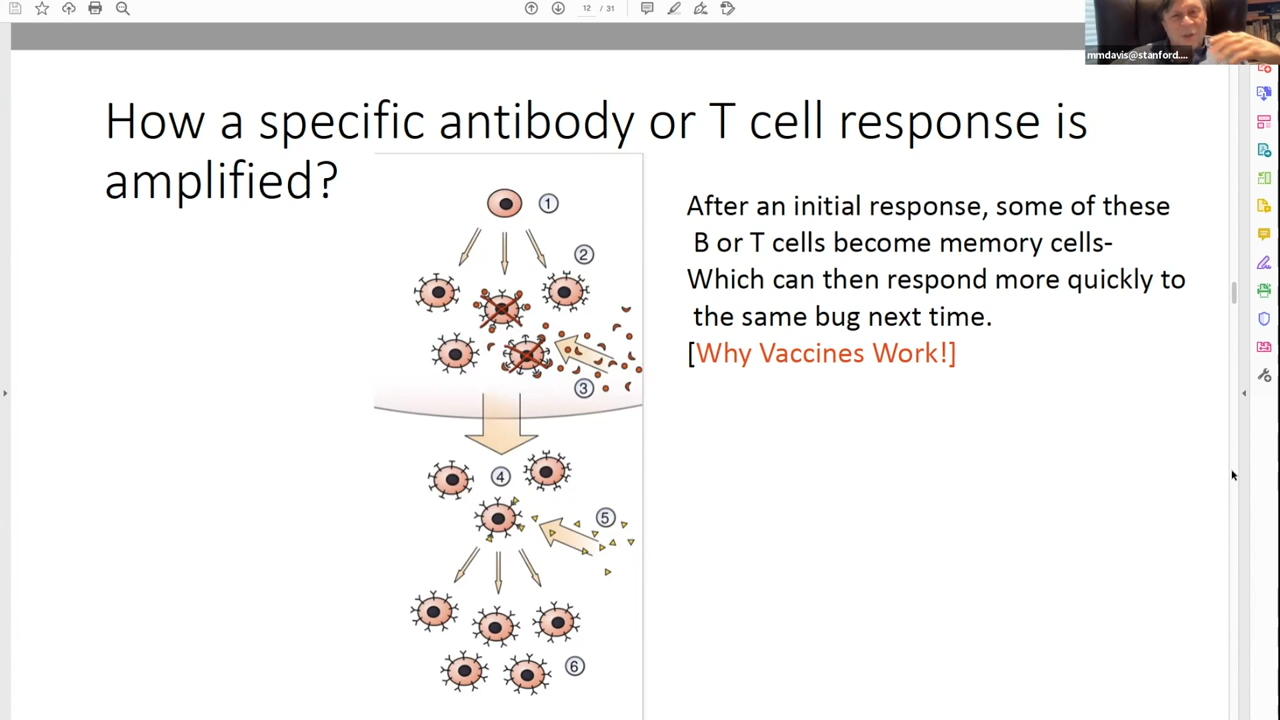 12 / 31
mmdavis@stanford....
How a specific antibody or T cell response is
amplified?
1
2
3
4
5
6
After an initial response, some of these
B or T cells become memory cells-
Which can then respond more quickly to
the same bug next time.
[Why Vaccines Work!]